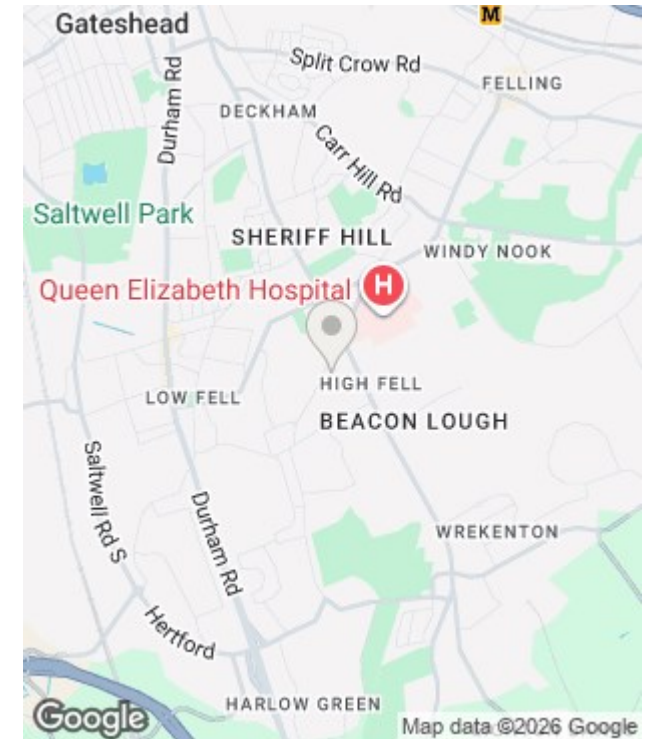 Gateshead
M
Split Crow Rd
Durham Rd
FELLING
DECKHAM
Carr Hill Rd
Saltwell Park
SHERIFF HILL
WINDY NOOK
Queen Elizabeth Hospital
H
HIGH FELL
LOW FELL
BEACON LOUGH
Saltwell Rd S
Durham Rd
WREKENTON
Hertford
HARLOW GREEN
Google
Map data ©2026 Google